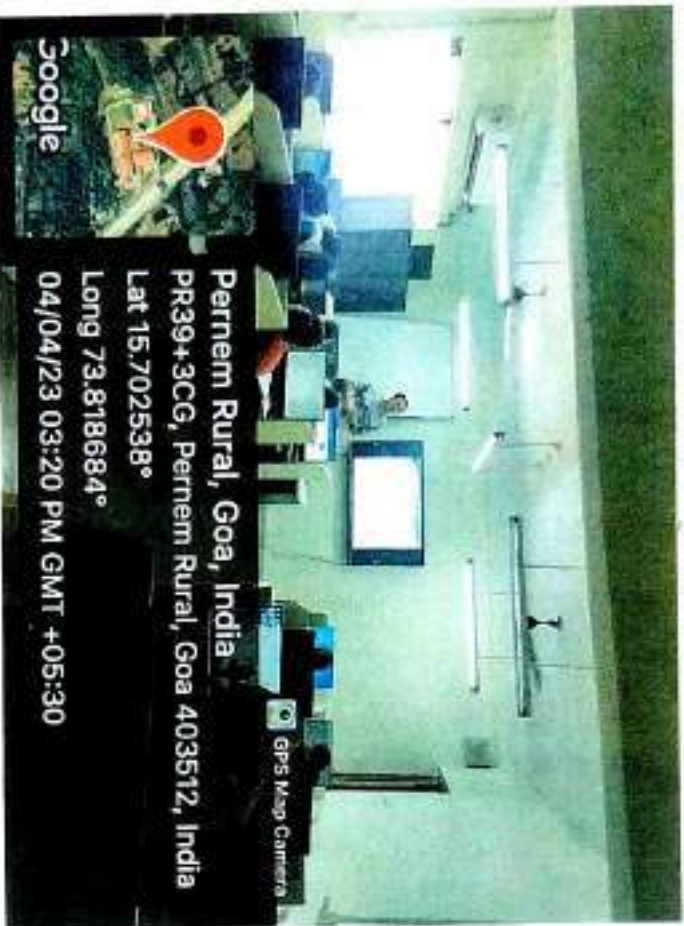 GPS Map Camera
Pernem Rural, Goa, India
PR39+3CG, Pernem Rural, Goa 403512, India
Lat 15.702538°
Long 73.818684°
04/04/23 03:20 PM GMT +05:30
Google